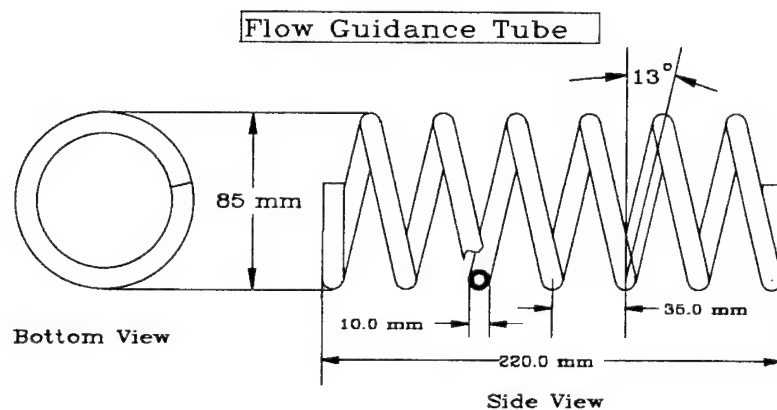 Flow Guidance Tube
13°
85 mm
10.0 mm
35.0 mm
Bottom View
220.0 mm
Side View